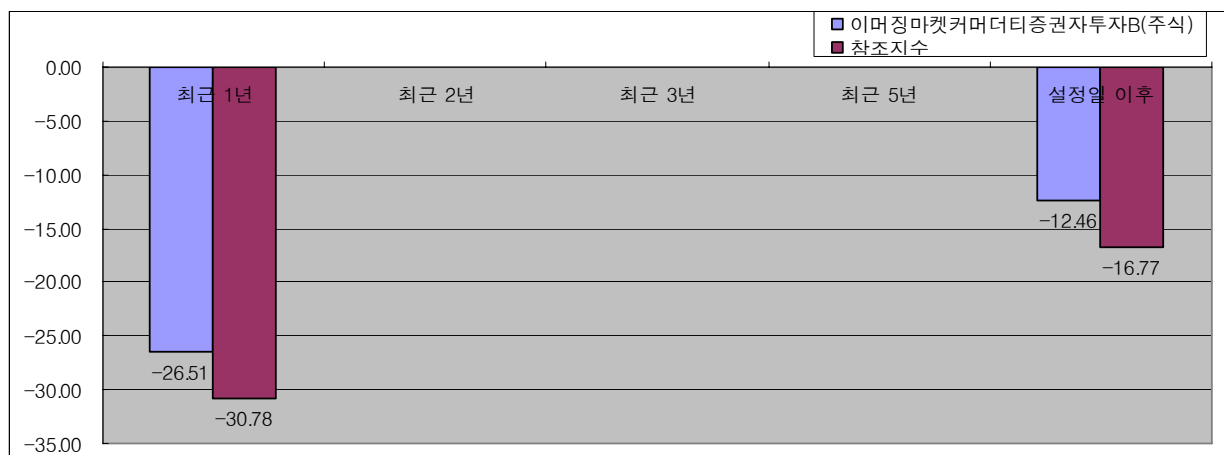 이머징마켓커머더티증권자투자B(주식)
참조지수
0.00
최근 1년
최근 2년
최근 3년
최근 5년
설정일 이후
-5.00
-10.00
-15.00
-20.00
-25.00
-30.00
-35.00
-26.51
-30.78
-12.46
-16.77